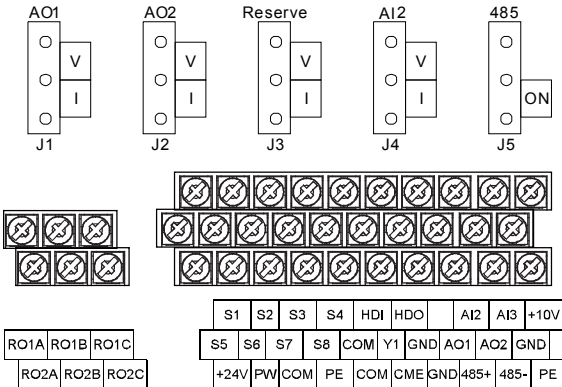 AO1 AO2 Reserve AI2 485
V V V V
I I I I ON
J1 J2 J3 J4 J5
S1 S2 S3 S4 HDI HDO AI2 AI3 +10V
RO1A RO1B RO1C S5 S6 S7 S8 COM Y1 GND AO1 AO2 GND
RO2A RO2B RO2C +24V PW COM PE COM CME GND 485+ 485- PE